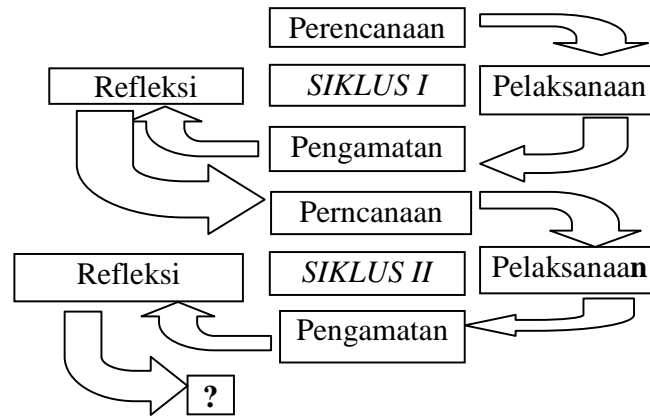 Perencanaan
Refleksi
SIKLUS I
Pelaksanaan
Pengamatan
Perncanaan
Refleksi
SIKLUS II
Pelaksanaan
Pengamatan
?